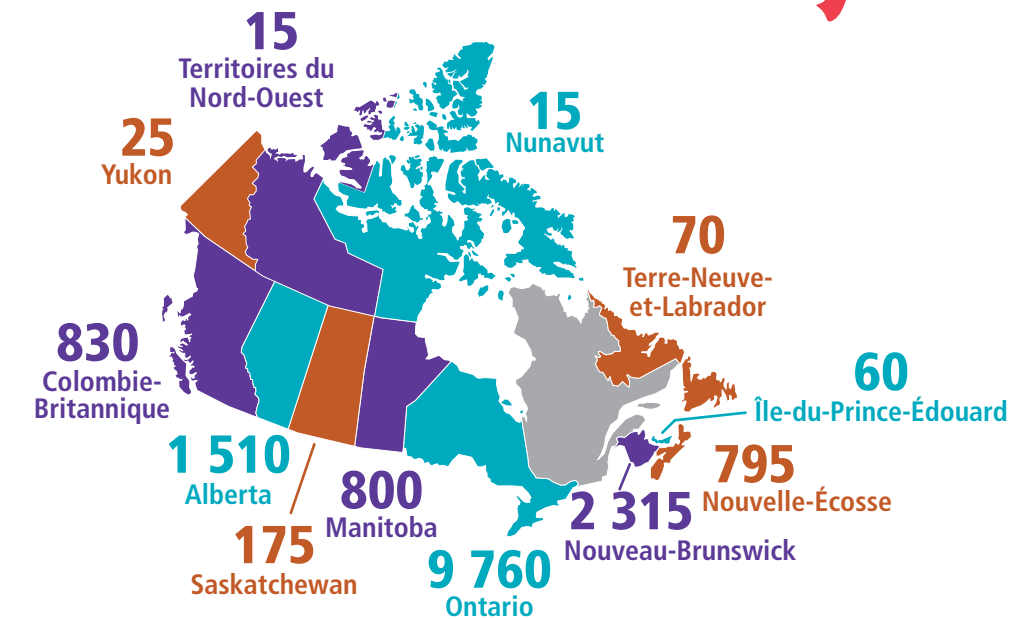 15
Territoires du
Nord-Ouest
15
Nunavut
25
Yukon
70
Terre-Neuve-
et-Labrador
830
Colombie-
Britannique
60
Île-du-Prince-Édouard
1 510
Alberta
795
Nouvelle-Écosse
800
Manitoba
2 315
Nouveau-Brunswick
175
Saskatchewan
9 760
Ontario